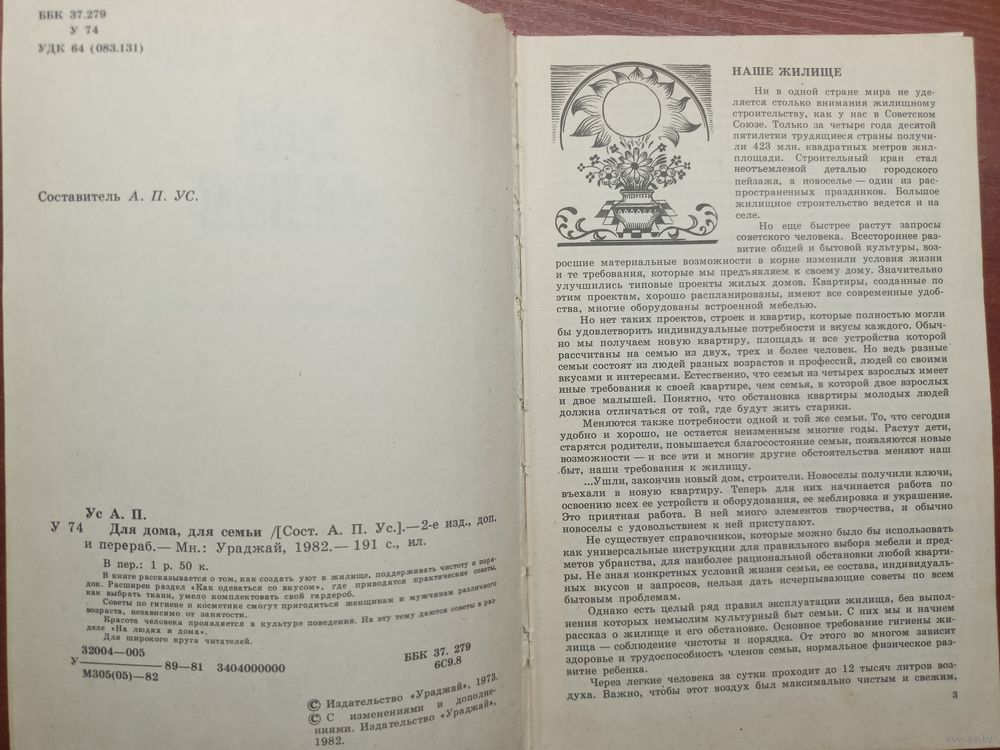 ББК 37.279
У 74
УДК 64 (083.131)
Составитель А. П. УС.
Ус А. П.
У 74 Для дома, для семьи /[Сост. А. П. Ус.].—2-е изд., доп.
и перераб.— Мн.: Ураджай, 1982.— 191 с., ил.
В пер.: 1 р. 50 к.
В книге рассказывается о том, как создать уют в жилище, поддерживать чистоту и поря-
док. Расширен раздел «Как одеваться со вкусом», где приводятся практические советы,
как выбрать ткани, умело комплектовать свой гардероб.
Советы по гигиене и косметике смогут пригодиться женщинам и мужчинам различного
возраста, независимо от занятости.
Красота человека проявляется в культуре поведения. На эту тему даются советы в раз-
деле «На людях и дома».
Для широкого круга читателей.
32004—005
У ———— 89—81 3404000000
М305(05)—82
ББК 37. 279
6С9.8
© Издательство «Ураджай», 1973.
© С изменениями и дополне-
ниями. Издательство «Ураджай»,
1982.
НАШЕ ЖИЛИЩЕ
Ни в одной стране мира не уде-
ляется столько внимания жилищному
строительству, как у нас в Советском
Союзе. Только за четыре года десятой
пятилетки трудящиеся страны получи-
ли 423 млн. квадратных метров жил-
площади. Строительный кран стал
неотъемлемой деталью городского
пейзажа, а новоселье — один из рас-
пространенных праздников. Большое
жилищное строительство ведется и на
селе.
Но еще быстрее растут запросы
советского человека. Всестороннее раз-
витие общей и бытовой культуры, воз-
росшие материальные возможности в корне изменили условия жизни
и те требования, которые мы предъявляем к своему дому. Значительно
улучшились типовые проекты жилых домов. Квартиры, созданные по
этим проектам, хорошо распланированы, имеют все современные удоб-
ства, многие оборудованы встроенной мебелью.
Но нет таких проектов, строек и квартир, которые полностью могли
бы удовлетворить индивидуальные потребности и вкусы каждого. Обыч-
но мы получаем новую квартиру, площадь и все устройства которой
рассчитаны на семью из двух, трех и более человек. Но ведь разные
семьи состоят из людей разных возрастов и профессий, людей со своими
вкусами и интересами. Естественно, что семья из четырех взрослых имеет
иные требования к своей квартире, чем семья, в которой двое взрослых
и двое малышей. Понятно, что обстановка квартиры молодых людей
должна отличаться от той, где будут жить старики.
Меняются также потребности одной и той же семьи. То, что сегодня
удобно и хорошо, не остается неизменным многие годы. Растут дети,
старятся родители, повышается благосостояние семьи, появляются новые
возможности — и все эти и многие другие обстоятельства меняют наш
быт, наши требования к жилищу.
...Ушли, закончив новый дом, строители. Новоселы получили ключи,
въехали в новую квартиру. Теперь для них начинается работа по
освоению всех ее устройств и оборудования, ее меблировка и украшение.
Это приятная работа. В ней много элементов творчества, и обычно
новоселы с удовольствием к ней приступают.
Не существует справочников, которые можно было бы использовать
как универсальные инструкции для правильного выбора мебели и пред-
метов убранства, для наиболее рациональной обстановки любой кварти-
ры. Не зная конкретных условий жизни семьи, ее состава, индивидуаль-
ных вкусов и запросов, нельзя дать исчерпывающие советы по всем
бытовым проблемам.
Однако есть целый ряд правил эксплуатации жилища, без выпол-
нения которых немыслим культурный быт семьи. С них мы и начнем
рассказ о жилище и его обстановке. Основное требование гигиены жи-
лища — соблюдение чистоты и порядка. От этого во многом зависит
здоровье и трудоспособность членов семьи, нормальное физическое раз-
витие ребенка.
Через легкие человека за сутки проходит до 12 тысяч литров воз-
духа. Важно, чтобы этот воздух был максимально чистым и свежим,
3
www.ay.by